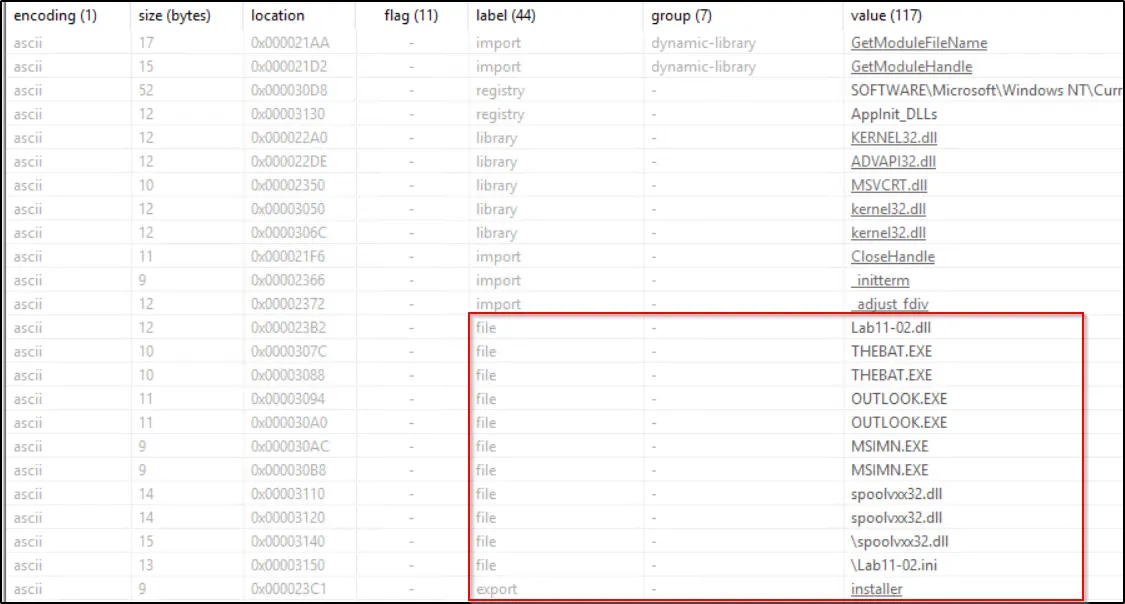 encoding (1) size (bytes) location flag (11) label (44) group (7) value (117)
ascii 17 0x000021AA - import dynamic-library GetModuleFileName
ascii 15 0x000021D2 - import dynamic-library GetModuleHandle
ascii 52 0x000030D8 - registry - SOFTWARE\Microsoft\Windows NT\Curr
ascii 12 0x00003130 - registry - AppInit_DLLs
ascii 12 0x000022A0 - library - KERNEL32.dll
ascii 12 0x000022DE - library - ADVAPI32.dll
ascii 10 0x00002350 - library - MSVCRT.dll
ascii 12 0x00003050 - library - kernel32.dll
ascii 12 0x0000306C - library - kernel32.dll
ascii 11 0x000021F6 - import - CloseHandle
ascii 9 0x00002366 - import - _initterm
ascii 12 0x00002372 - import - _adjust_fdiv
ascii 12 0x000023B2 - file - Lab11-02.dll
ascii 10 0x0000307C - file - THEBAT.EXE
ascii 10 0x00003088 - file - THEBAT.EXE
ascii 11 0x00003094 - file - OUTLOOK.EXE
ascii 11 0x000030A0 - file - OUTLOOK.EXE
ascii 9 0x000030AC - file - MSIMN.EXE
ascii 9 0x000030B8 - file - MSIMN.EXE
ascii 14 0x00003110 - file - spoolvxx32.dll
ascii 14 0x00003120 - file - spoolvxx32.dll
ascii 15 0x00003140 - file - \spoolvxx32.dll
ascii 13 0x00003150 - file - \Lab11-02.ini
ascii 9 0x000023C1 - export - installer